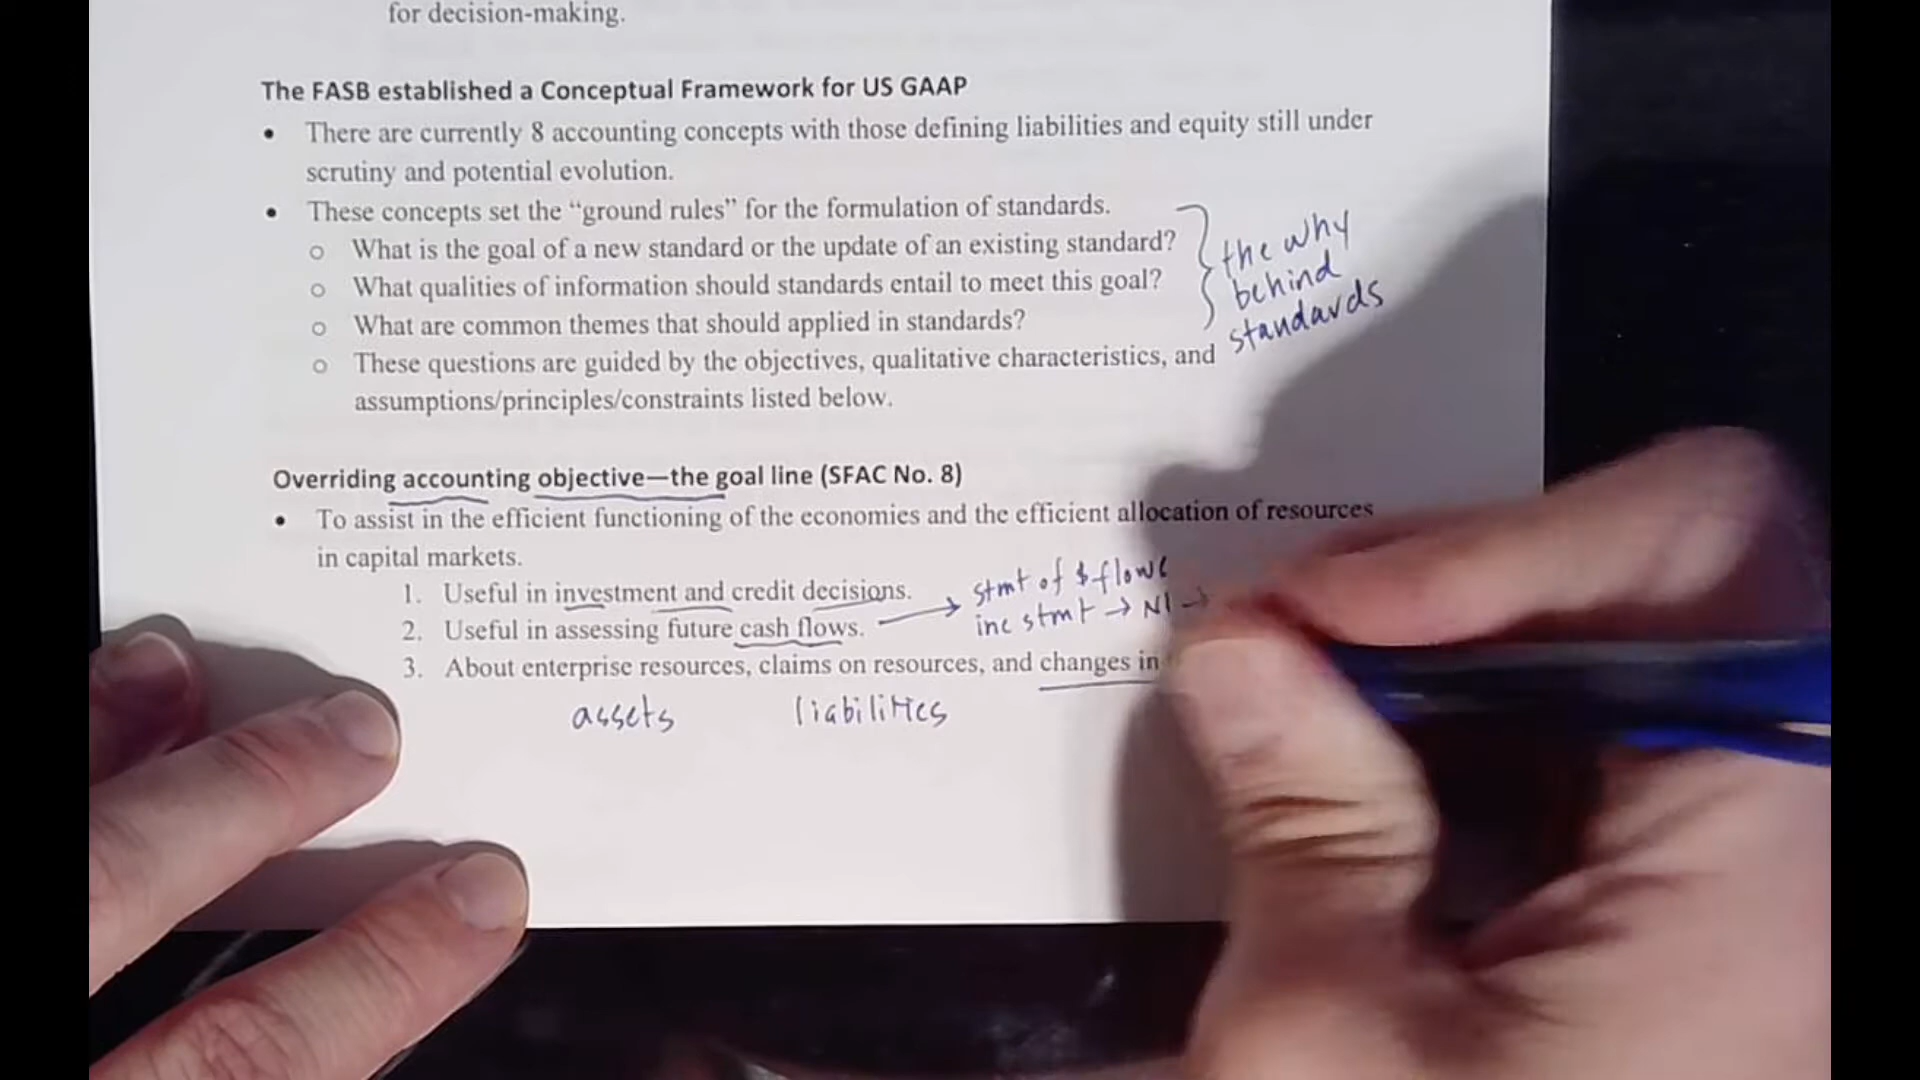 for decision-making.
The FASB established a Conceptual Framework for US GAAP
• There are currently 8 accounting concepts with those defining liabilities and equity still under
scrutiny and potential evolution.
• These concepts set the “ground rules” for the formulation of standards.
o What is the goal of a new standard or the update of an existing standard?
o What qualities of information should standards entail to meet this goal?
o What are common themes that should applied in standards?
o These questions are guided by the objectives, qualitative characteristics, and
assumptions/principles/constraints listed below.
the why
behind
standards
Overriding accounting objective—the goal line (SFAC No. 8)
• To assist in the efficient functioning of the economies and the efficient allocation of resources
in capital markets.
1. Useful in investment and credit decisions.
2. Useful in assessing future cash flows. →
stmt of $ flows
inc stmt → NI →
3. About enterprise resources, claims on resources, and changes in
assets liabilities